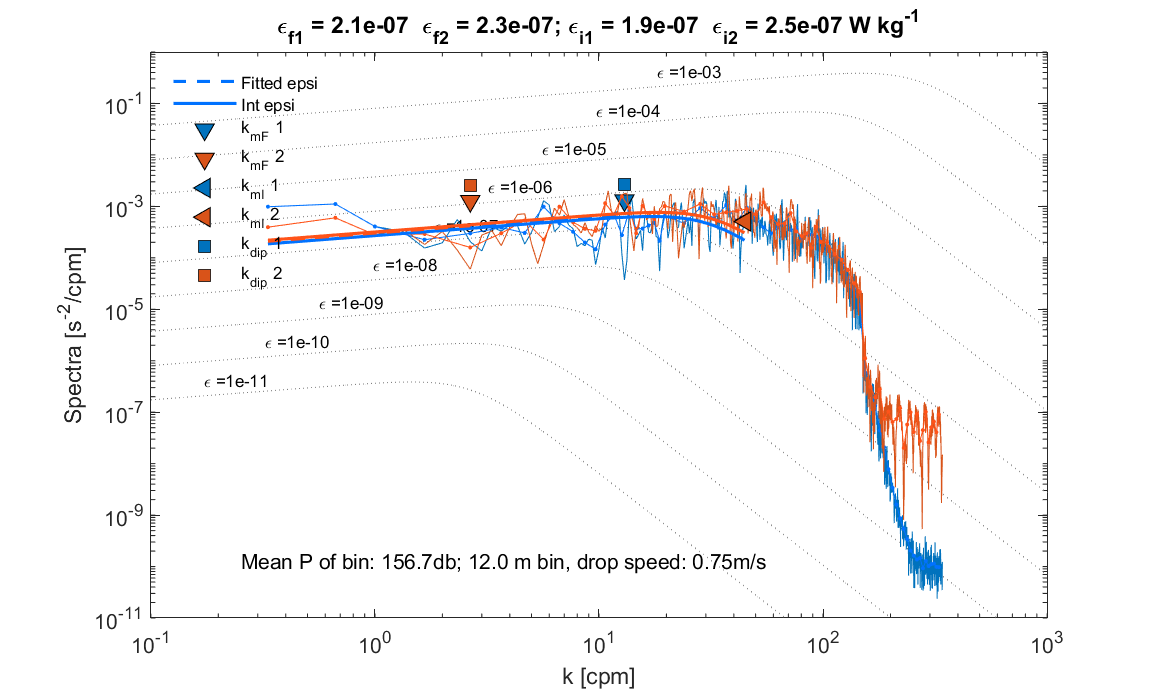 ϵf1 = 2.1e-07 ϵf2 = 2.3e-07; ϵi1 = 1.9e-07 ϵi2 = 2.5e-07 W kg-1
Fitted epsi
Int epsi
kmF 1
kmF 2
kmI 1
kmI 2
kdip 1
kdip 2
ϵ =1e-03
ϵ =1e-04
ϵ =1e-05
ϵ =1e-06
ϵ =1e-08
ϵ =1e-09
ϵ =1e-10
ϵ =1e-11
Mean P of bin: 156.7db; 12.0 m bin, drop speed: 0.75m/s
Spectra [s-2/cpm]
10-1
10-3
10-5
10-7
10-9
10-11
10-1
100
101
102
103
k [cpm]